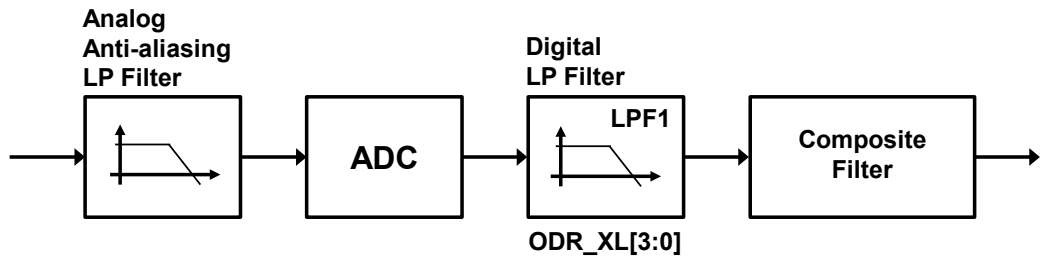 Analog
Anti-aliasing
LP Filter
ADC
Digital
LP Filter
LPF1
ODR_XL[3:0]
Composite
Filter